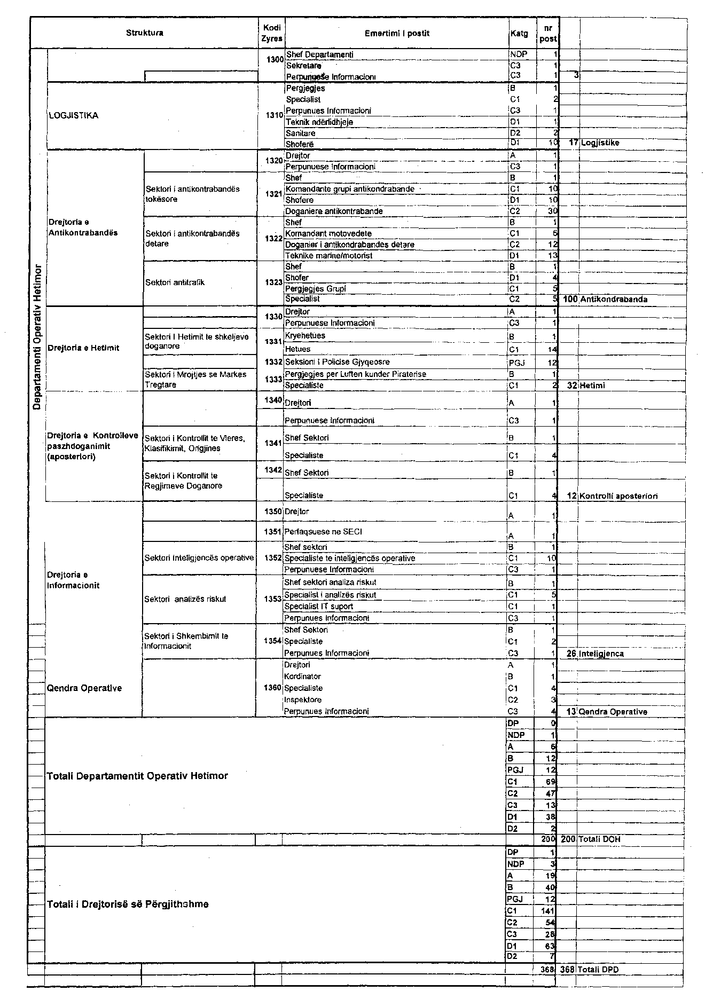 Struktura Kodi Zyres Emertimi I postit Katg nr post
Departamenti Operativ Hetimor
1300 Shef Departamenti NDP 1
Sekretare C3 1
Perpunuese Informacioni C3 1 3
LOGJISTIKA 1310 Pergjegjes B 1
Specialist C1 2
Perpunues Informacioni C3 1
Teknik ndërlidhjeje D1 1
Sanitare D2 2
Shoferë D1 10 17 Logjistike
Drejtoria e Antikontrabandës
1320 Drejtor A 1
Perpunuese Informacioni C3 1
Sektori i antikontrabandës tokësore 1321 Shef B 1
Komandante grupi antikondrabande C1 10
Shofere D1 10
Doganiere antikontrabande C2 30
Sektori i antikontrabandës detare 1322 Shef B 1
Komandant motovedete C1 5
Doganier i antikondrabandes detare C2 12
Teknike marine/motorist D1 13
Sektori antitrafik 1323 Shef B 1
Shofer D1 4
Pergjegjes Grupi C1 5
Specialist C2 5 100 Antikondrabanda
Drejtoria e Hetimit
1330 Drejtor A 1
Perpunuese Informacioni C3 1
Sektori I Hetimit te shkeljeve doganore 1331 Kryehetues B 1
Hetues C1 14
1332 Seksioni i Policise Gjyqeosre PGJ 12
Sektori I Mrojtjes se Markes Tregtare 1333 Pergjegjes per Luften kunder Piraterise B 1
Specialiste C1 2 32 Hetimi
Drejtoria e Kontrolleve paszhdoganimit (aposteriori)
1340 Drejtori A 1
Perpunuese Informacioni C3 1
Sektori i Kontrollit te Vleres, Klasifikimit, Origjines 1341 Shef Sektori B 1
Specialiste C1 4
Sektori i Kontrollit te Regjimeve Doganore 1342 Shef Sektori B 1
Specialiste C1 4 12 Kontrolli aposteriori
Drejtoria e Informacionit
1350 Drejtor A 1
1351 Perfaqsuese ne SECI A 1
Sektori Inteligjencës operative 1352 Shef sektori B 1
Specialiste te inteligjencës operative C1 10
Perpunuese Informacioni C3 1
Sektori analizës riskut 1353 Shef sektori analiza riskut B 1
Specialist i analizës riskut C1 5
Specialist IT suport C1 1
Perpunues Informacioni C3 1
Sektori i Shkembimit te Informacionit 1354 Shef Sektori B 1
Specialiste C1 2
Perpunues Informacioni C3 1 26 Inteligjenca
Qendra Operative 1360 Drejtori A 1
Kordinator B 1
Specialiste C1 4
Inspektore C2 3
Perpunues Informacioni C3 4 13 Qendra Operative
Totali Departamentit Operativ Hetimor
DP 0
NDP 1
A 6
B 12
PGJ 12
C1 69
C2 47
C3 13
D1 38
D2 2
200 200 Totali DOH
Totali i Drejtorisë së Përgjithshme
DP 1
NDP 3
A 19
B 40
PGJ 12
C1 141
C2 54
C3 28
D1 63
D2 7
368 368 Totali DPD